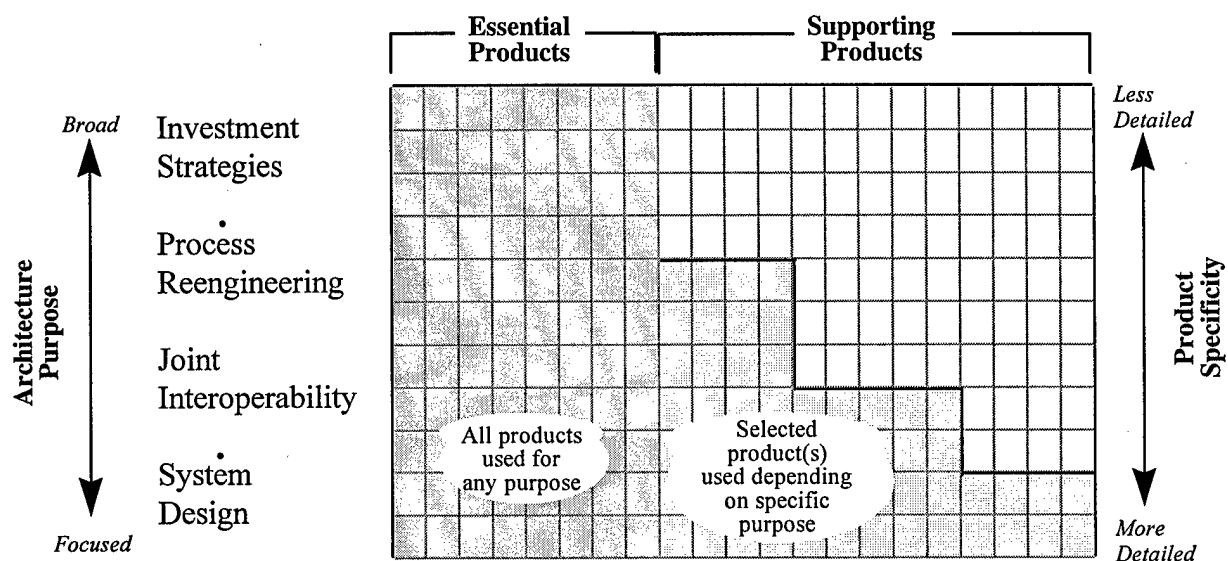 Essential
Products
Supporting
Products
Broad
Focused
Architecture
Purpose
Investment
Strategies
Process
Reengineering
Joint
Interoperability
System
Design
All products
used for
any purpose
Selected
product(s)
used depending
on specific
purpose
Less
Detailed
More
Detailed
Product
Specificity